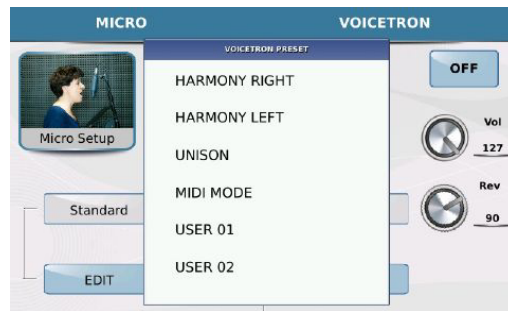 MICRO
VOICETRON
VOICETRON PRESET
HARMONY RIGHT
HARMONY LEFT
UNISON
MIDI MODE
USER 01
USER 02
Micro Setup
Standard
EDIT
OFF
Vol
127
Rev
90